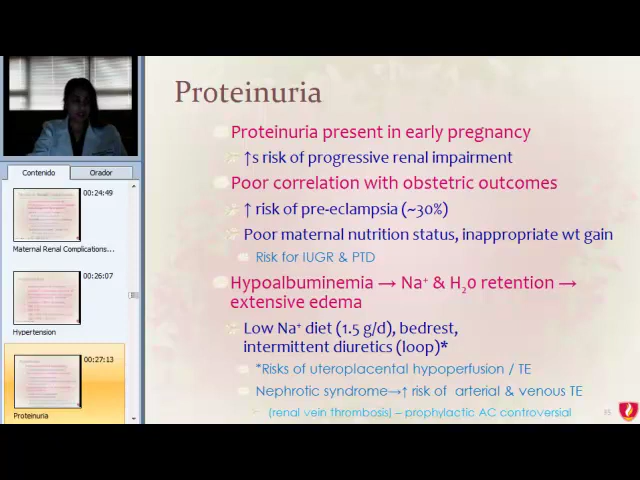 Proteinuria
Proteinuria present in early pregnancy
↑s risk of progressive renal impairment
Poor correlation with obstetric outcomes
↑ risk of pre-eclampsia (~30%)
Poor maternal nutrition status, inappropriate wt gain
Risk for IUGR & PTD
Hypoalbuminemia → Na⁺ & H₂0 retention →
extensive edema
Low Na⁺ diet (1.5 g/d), bedrest,
intermittent diuretics (loop)*
*Risks of uteroplacental hypoperfusion / TE
Nephrotic syndrome→↑ risk of arterial & venous TE
(renal vein thrombosis) – prophylactic AC controversial
Contenido
Orador
00:24:49
Maternal Renal Complications...
00:26:07
Hypertension
00:27:13
Proteinuria